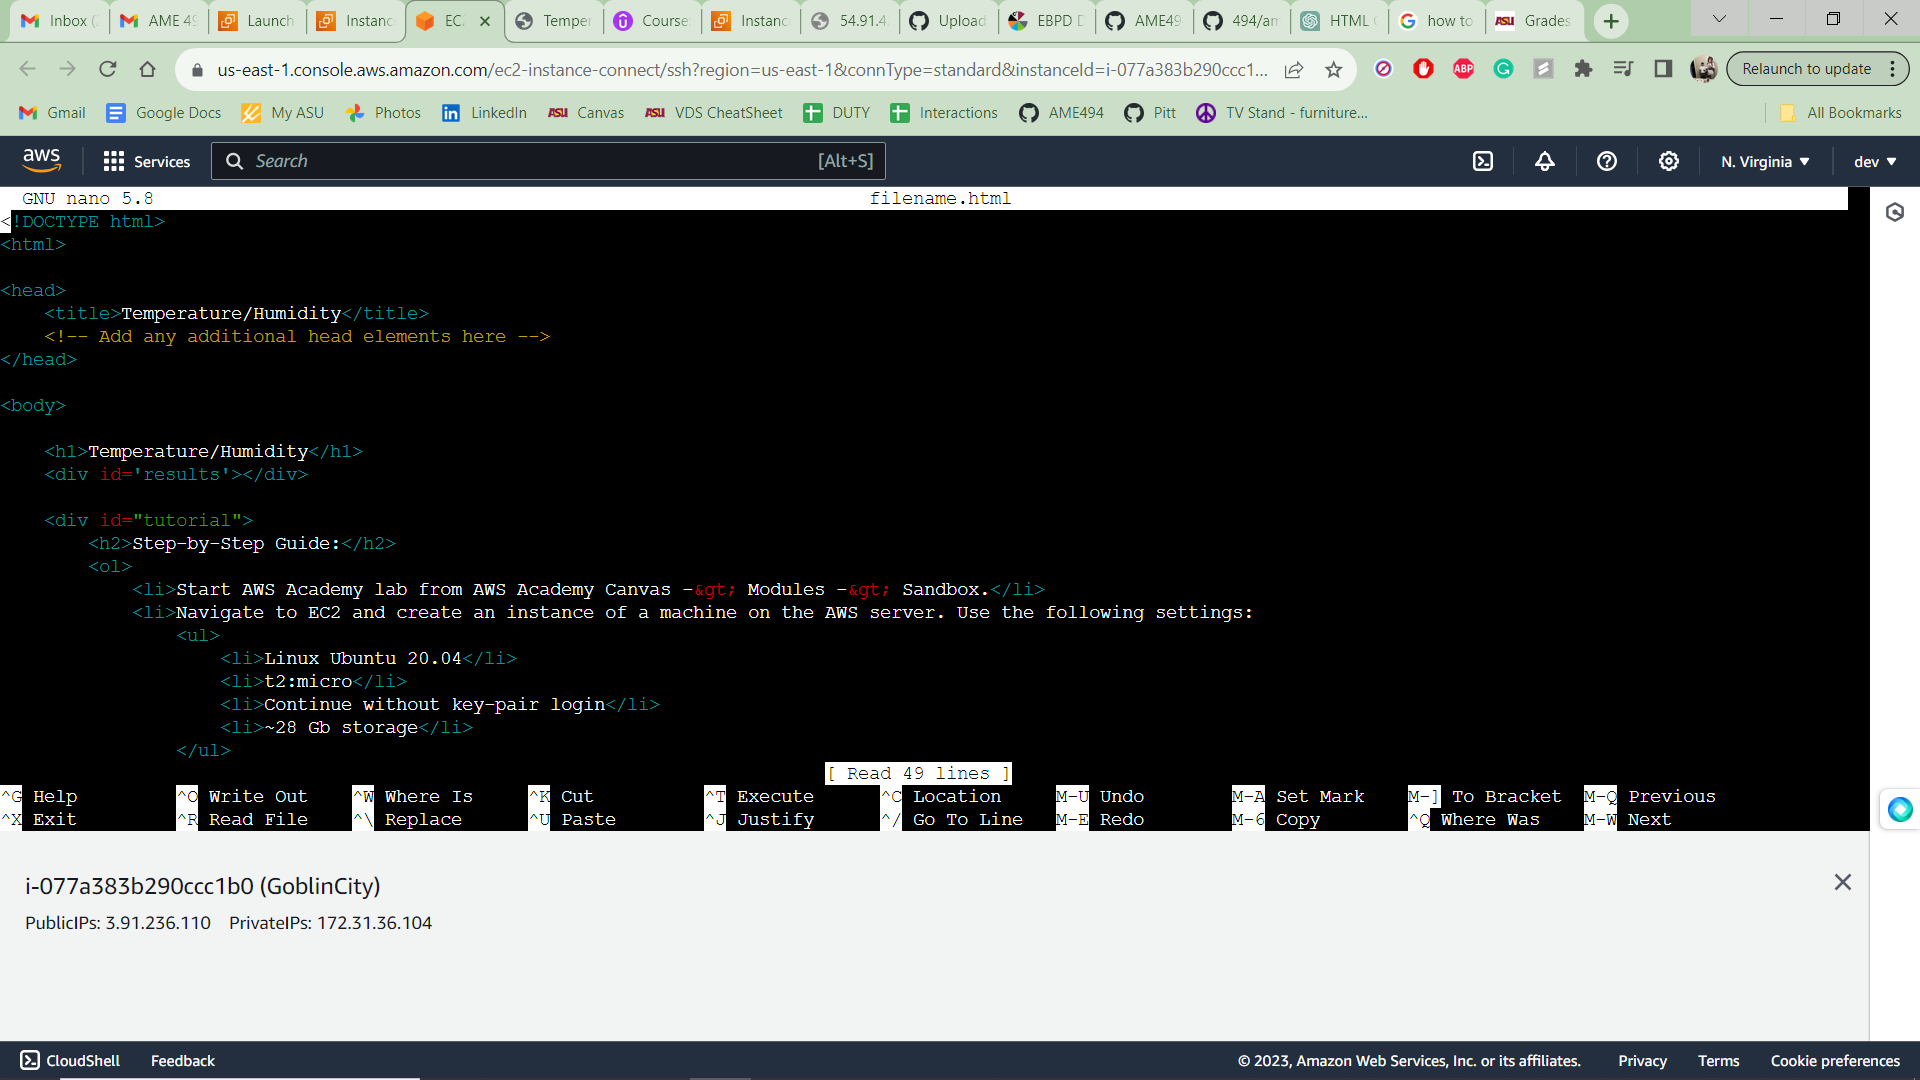 Inbox (
AME 49
Launch
Instanc
EC2
Temper
Course
Instanc
54.91.4
Upload
EBPD D
AME49
494/am
HTML
how to
ASU Grades
us-east-1.console.aws.amazon.com/ec2-instance-connect/ssh?region=us-east-1&connType=standard&instanceId=i-077a383b290ccc1...
ABP
Relaunch to update
Gmail
Google Docs
My ASU
Photos
LinkedIn
ASU Canvas
ASU VDS CheatSheet
DUTY
Interactions
AME494
Pitt
TV Stand - furniture...
All Bookmarks
aws
Services
Search
[Alt+S]
N. Virginia
dev
GNU nano 5.8 filename.html
<!DOCTYPE html>
<html>
<head>
<title>Temperature/Humidity</title>
<!-- Add any additional head elements here -->
</head>
<body>
<h1>Temperature/Humidity</h1>
<div id='results'></div>
<div id="tutorial">
<h2>Step-by-Step Guide:</h2>
<ol>
<li>Start AWS Academy lab from AWS Academy Canvas -&gt; Modules -&gt; Sandbox.</li>
<li>Navigate to EC2 and create an instance of a machine on the AWS server. Use the following settings:
<ul>
<li>Linux Ubuntu 20.04</li>
<li>t2:micro</li>
<li>Continue without key-pair login</li>
<li>~28 Gb storage</li>
</ul>
[ Read 49 lines ]
^G Help ^O Write Out ^W Where Is ^K Cut ^T Execute ^C Location M-U Undo M-A Set Mark M-] To Bracket M-Q Previous
^X Exit ^R Read File ^\ Replace ^U Paste ^J Justify ^/ Go To Line M-E Redo M-6 Copy ^Q Where Was M-W Next
i-077a383b290ccc1b0 (GoblinCity)
PublicIPs: 3.91.236.110 PrivateIPs: 172.31.36.104
CloudShell
Feedback
© 2023, Amazon Web Services, Inc. or its affiliates.
Privacy
Terms
Cookie preferences